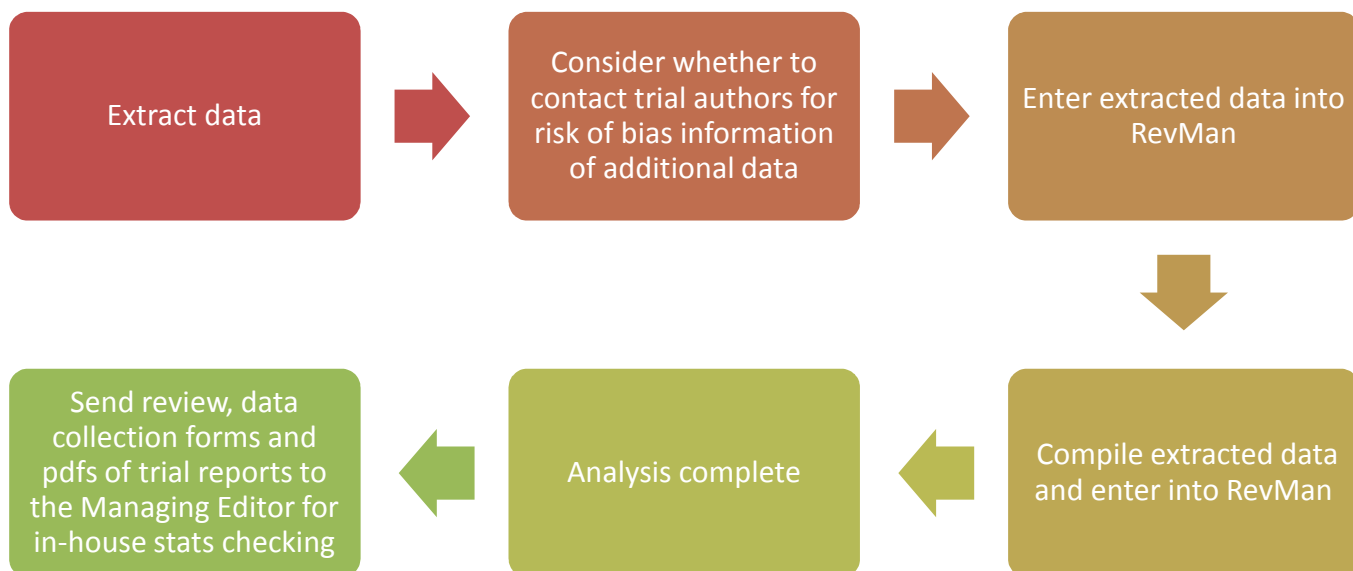 Extract data
Consider whether to
contact trial authors for
risk of bias information
of additional data
Enter extracted data into
RevMan
Compile extracted data
and enter into RevMan
Analysis complete
Send review, data
collection forms and
pdfs of trial reports to
the Managing Editor for
in-house stats checking